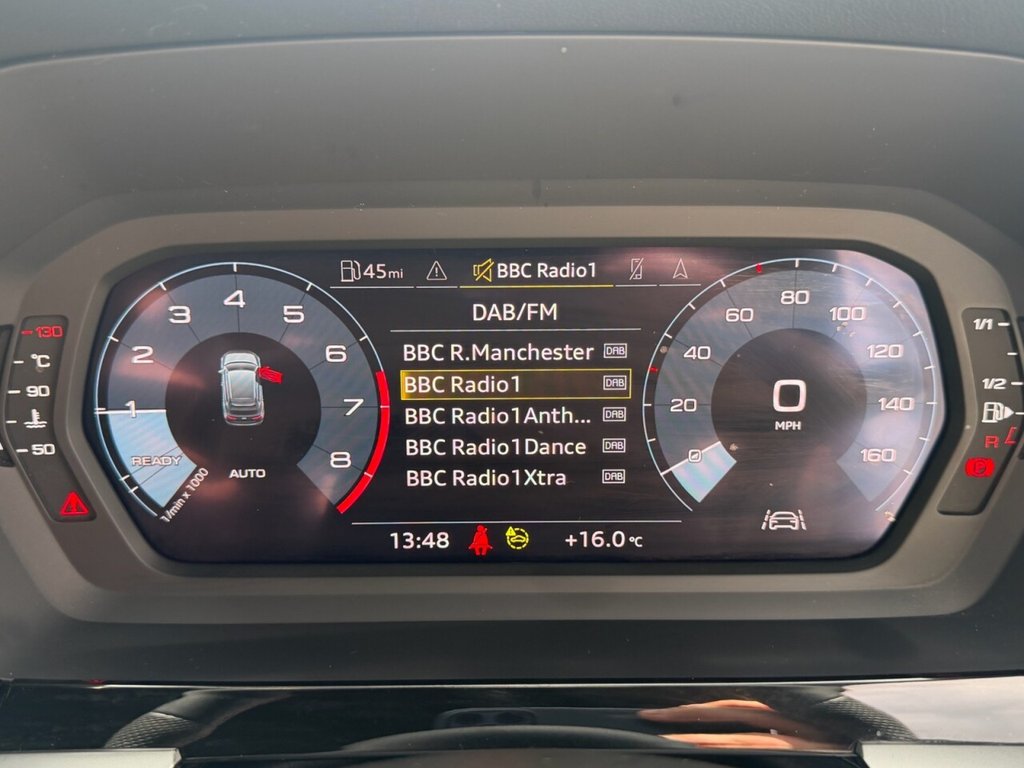 45mi
BBC Radio1
DAB/FM
BBC R.Manchester DAB
BBC Radio1 DAB
BBC Radio1Anth... DAB
BBC Radio1Dance DAB
BBC Radio1Xtra DAB
13:48
+16.0°C
130
°C
90
50
1
2
3
4
5
6
7
8
READY
1/min x 1000
AUTO
0
20
40
60
80
100
120
140
160
0
MPH
1/1
1/2
R